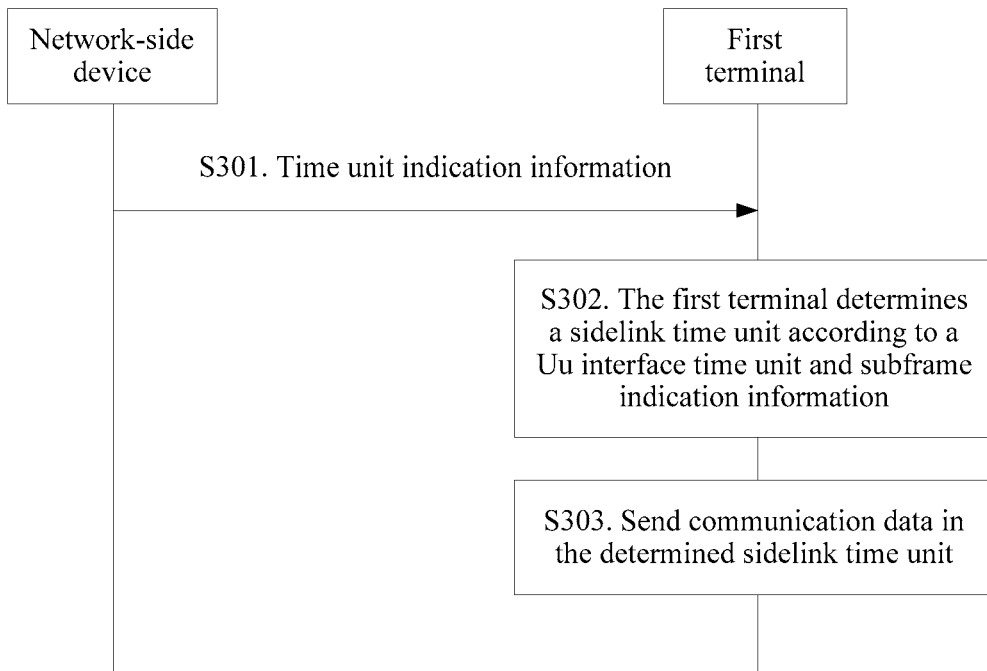 Network-side
device
First
terminal
S301. Time unit indication information
S302. The first terminal determines
a sidelink time unit according to a
Uu interface time unit and subframe
indication information
S303. Send communication data in
the determined sidelink time unit